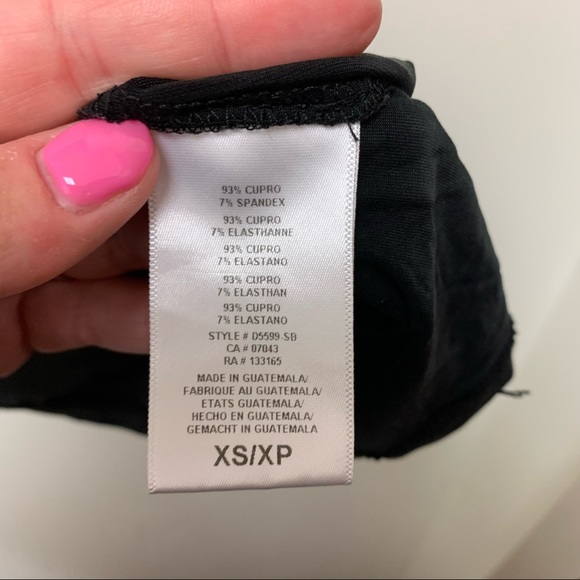 93% CUPRO
7% SPANDEX
93% CUPRO
7% ELASTHANNE
93% CUPRO
7% ELASTANO
93% CUPRO
7% ELASTHAN
93% CUPRO
7% ELASTANO
STYLE # D5599-SB
CA # 07043
RA # 133165
MADE IN GUATEMALA/
FABRIQUE AU GUATEMALA/
ETATS GUATEMALA/
HECHO EN GUATEMALA/
GEMACHT IN GUATEMALA
XS/XP